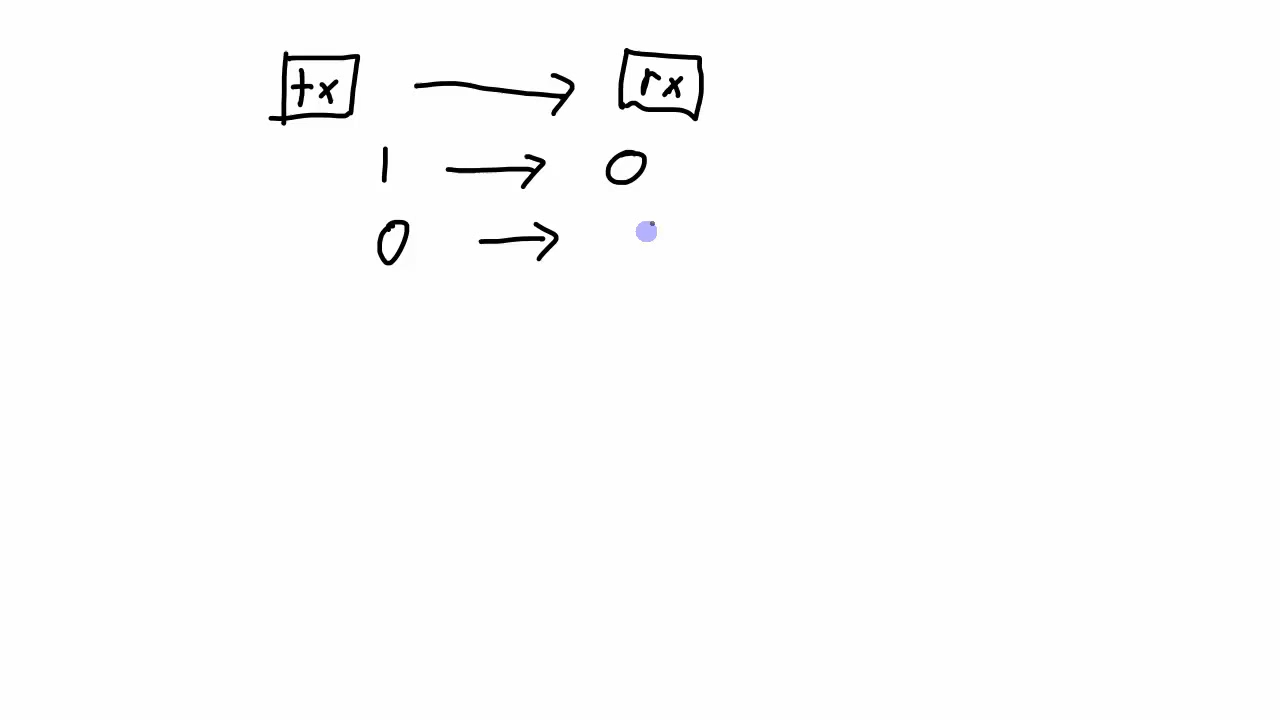 tx → rx
1 → 0
0 →